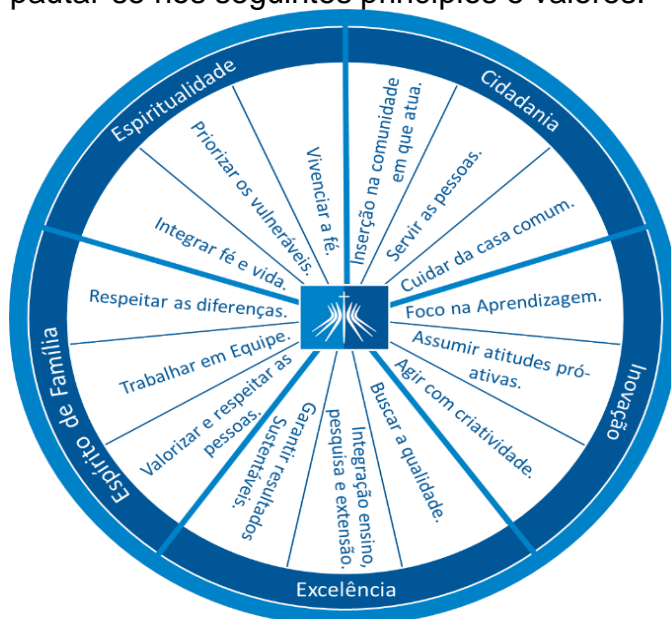 pautar-se nos seguintes princípios e valores:
Espiritualidade
Integrar fé e vida.
Priorizar os vulneráveis.
Vivenciar a fé.
Cidadania
Inserção na comunidade
em que atua.
Servir as pessoas.
Cuidar da casa comum.
Inovação
Foco na Aprendizagem.
Assumir atitudes pró-
ativas.
Agir com criatividade.
Excelência
Buscar a qualidade.
Integração ensino,
pesquisa e extensão.
Garantir resultados
Sustentáveis.
Espírito de Família
Valorizar e respeitar as
pessoas.
Trabalhar em Equipe.
Respeitar as diferenças.